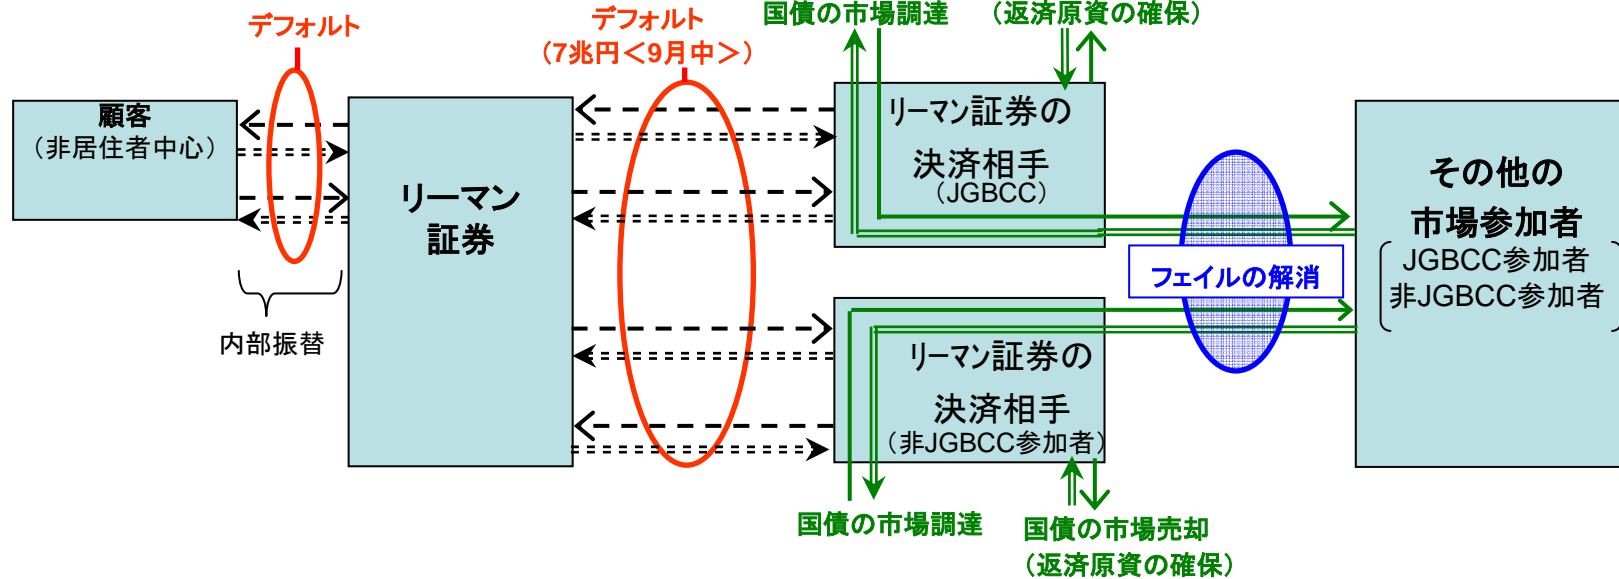 国債の市場調達
（返済原資の確保）
デフォルト
デフォルト
（7兆円＜9月中＞）
顧客
（非居住者中心）
リーマン
証券
リーマン証券の
決済相手
（JGBCC）
その他の
市場参加者
JGBCC参加者
非JGBCC参加者
フェイルの解消
内部振替
リーマン証券の
決済相手
（非JGBCC参加者）
国債の市場調達
国債の市場売却
（返済原資の確保）